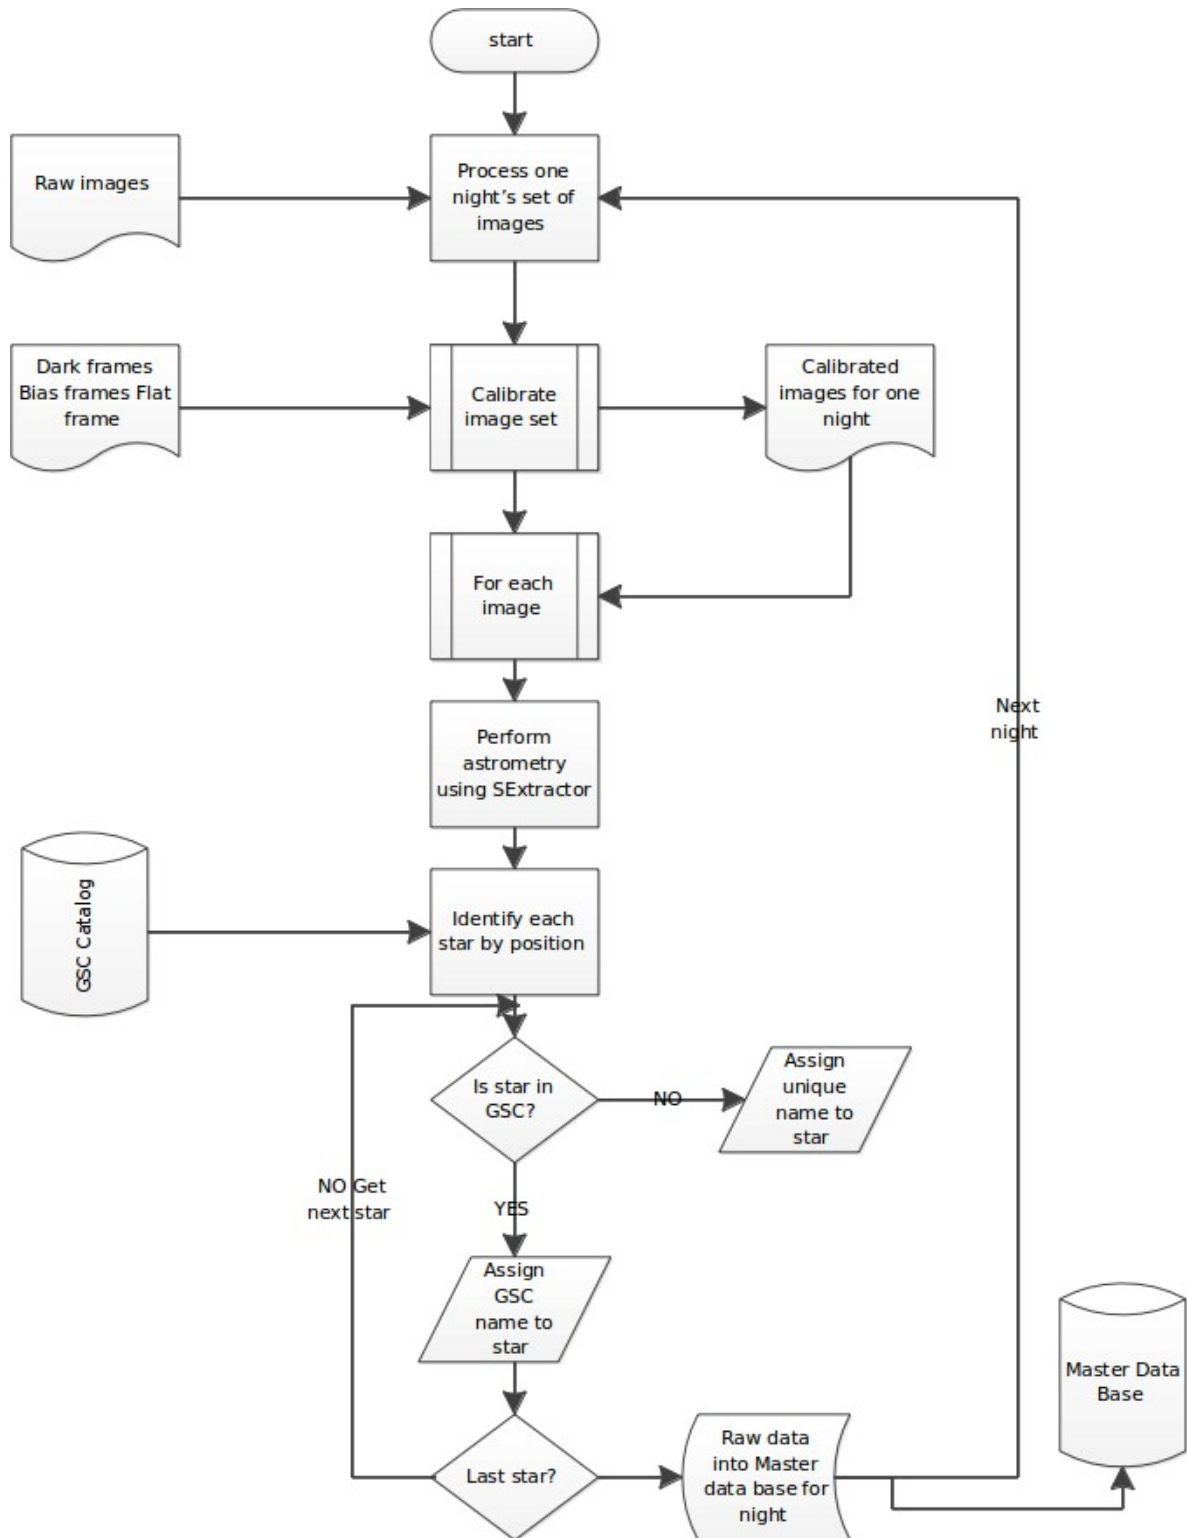 start
Raw images
Process one
night's set of
images
Dark frames
Bias frames Flat
frame
Calibrate
image set
Calibrated
images for one
night
For each
image
Next
night
Perform
astrometry
using SExtractor
GSC Catalog
Identify each
star by position
Is star in
GSC?
NO
Assign
unique
name to
star
NO Get
next star
YES
Assign
GSC
name to
star
Master Data
Base
Last star?
Raw data
into Master
data base for
night